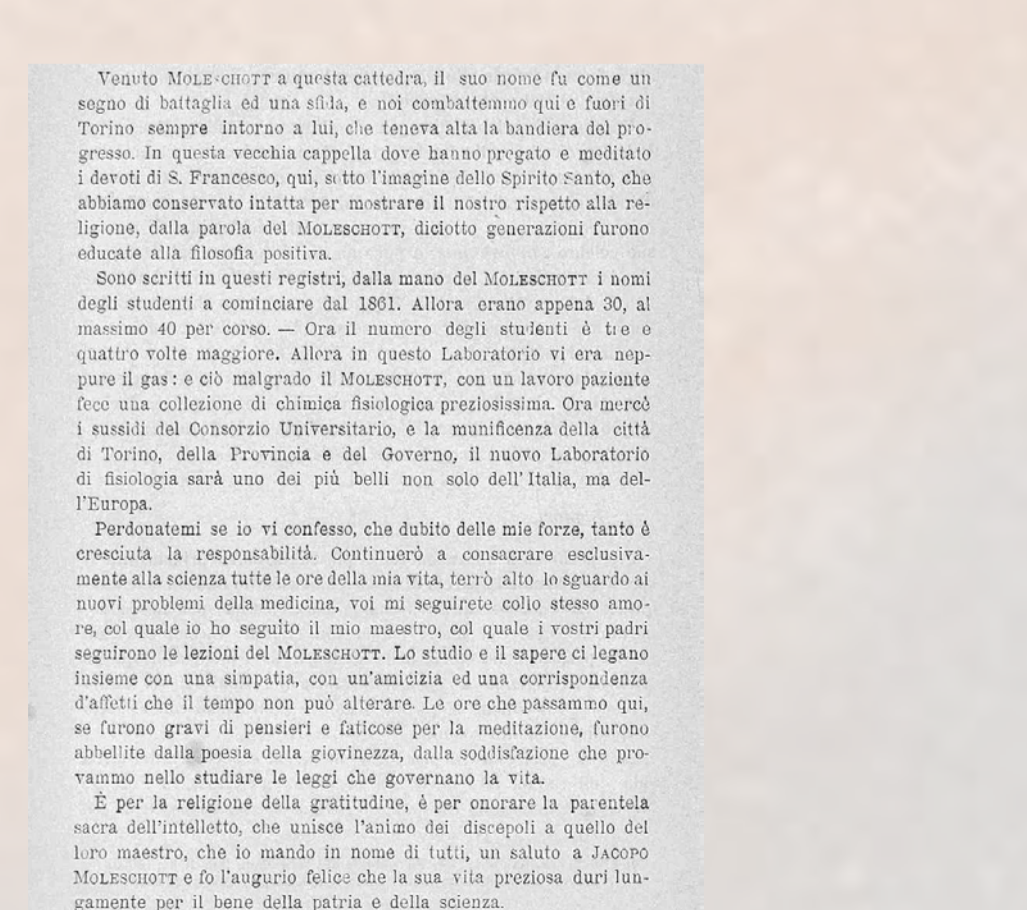 Venuto MOLESCHOTT a questa cattedra, il suo nome fu come un
segno di battaglia ed una sfida, e noi combattemmo qui e fuori di
Torino sempre intorno a lui, che teneva alta la bandiera del pro-
gresso. In questa vecchia cappella dove hanno pregato e meditato
i devoti di S. Francesco, qui, sotto l'imagine dello Spirito Santo, che
abbiamo conservato intatta per mostrare il nostro rispetto alla re-
ligione, dalla parola del MOLESCHOTT, diciotto generazioni furono
educate alla filosofia positiva.
Sono scritti in questi registri, dalla mano del MOLESCHOTT i nomi
degli studenti a cominciare dal 1861. Allora erano appena 30, al
massimo 40 per corso. — Ora il numero degli studenti è tre e
quattro volte maggiore. Allora in questo Laboratorio vi era nep-
pure il gas: e ciò malgrado il MOLESCHOTT, con un lavoro paziente
fece una collezione di chimica fisiologica preziosissima. Ora mercè
i sussidi del Consorzio Universitario, e la munificenza della città
di Torino, della Provincia e del Governo, il nuovo Laboratorio
di fisiologia sarà uno dei più belli non solo dell'Italia, ma del-
l'Europa.
Perdonatemi se io vi confesso, che dubito delle mie forze, tanto è
cresciuta la responsabilità. Continuerò a consacrare esclusiva-
mente alla scienza tutte le ore della mia vita, terrò alto lo sguardo ai
nuovi problemi della medicina, voi mi seguirete collo stesso amo-
re, col quale io ho seguito il mio maestro, col quale i vostri padri
seguirono le lezioni del MOLESCHOTT. Lo studio e il sapere ci legano
insieme con una simpatia, con un'amicizia ed una corrispondenza
d'affetti che il tempo non può alterare. Le ore che passammo qui,
se furono gravi di pensieri e faticose per la meditazione, furono
abbellite dalla poesia della giovinezza, dalla soddisfazione che pro-
vammo nello studiare le leggi che governano la vita.
È per la religione della gratitudine, è per onorare la parentela
sacra dell'intelletto, che unisce l'animo dei discepoli a quello del
loro maestro, che io mando in nome di tutti, un saluto a JACOPO
MOLESCHOTT e fo l'augurio felice che la sua vita preziosa duri lun-
gamente per il bene della patria e della scienza.